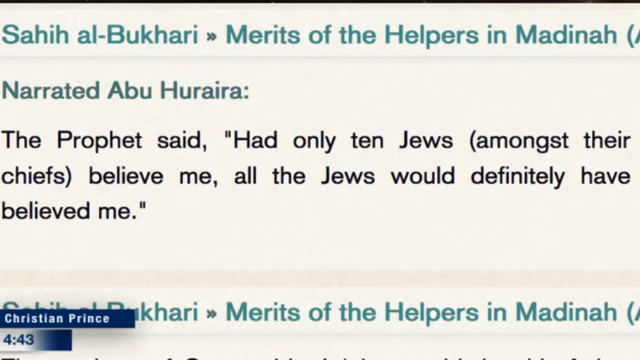 Sahih al-Bukhari » Merits of the Helpers in Madinah (
Narrated Abu Huraira:
The Prophet said, "Had only ten Jews (amongst their
chiefs) believe me, all the Jews would definitely have
believed me."
Sahih al-Bukhari » Merits of the Helpers in Madinah (
Christian Prince
4:43